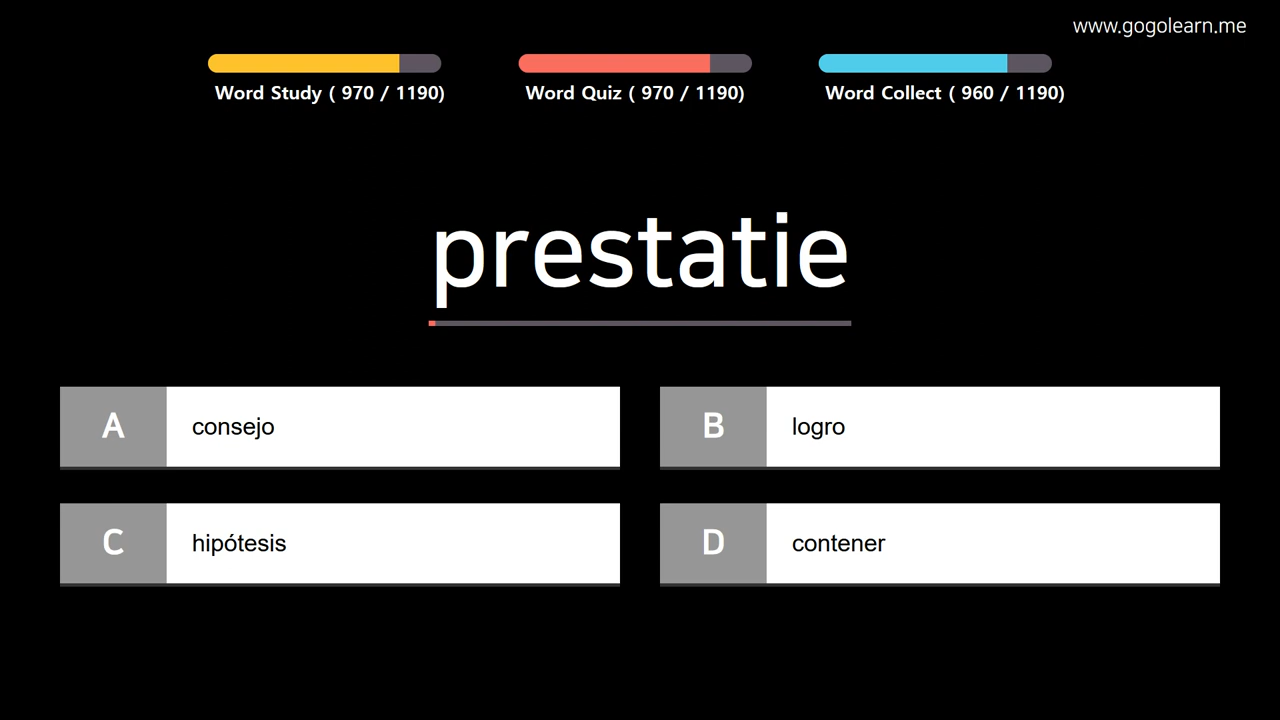 www.gogolearn.me
Word Study ( 970 / 1190)
Word Quiz ( 970 / 1190)
Word Collect ( 960 / 1190)
prestatie
A consejo
B logro
C hipótesis
D contener